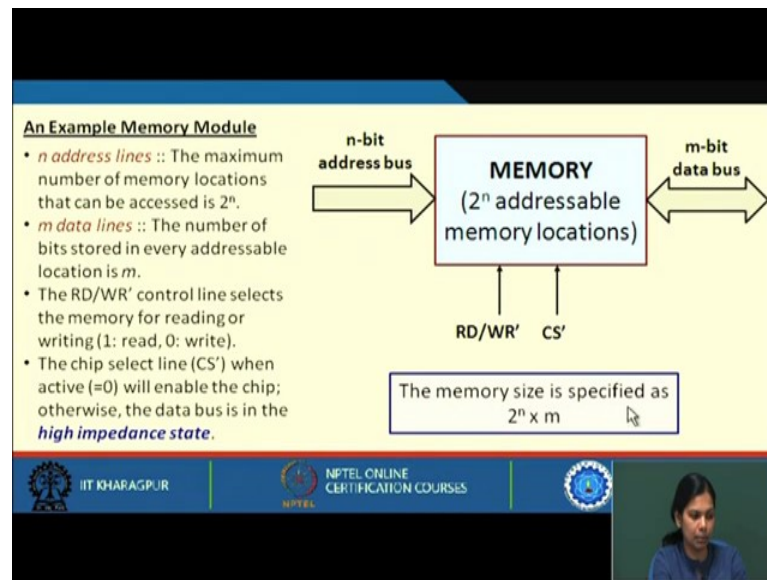 An Example Memory Module
• n address lines :: The maximum
number of memory locations
that can be accessed is 2ⁿ.
• m data lines :: The number of
bits stored in every addressable
location is m.
• The RD/WR’ control line selects
the memory for reading or
writing (1: read, 0: write).
• The chip select line (CS’) when
active (=0) will enable the chip;
otherwise, the data bus is in the
high impedance state.
n-bit
address bus
MEMORY
(2ⁿ addressable
memory locations)
m-bit
data bus
RD/WR’ CS’
The memory size is specified as
2ⁿ x m
IIT KHARAGPUR
NPTEL
NPTEL ONLINE
CERTIFICATION COURSES